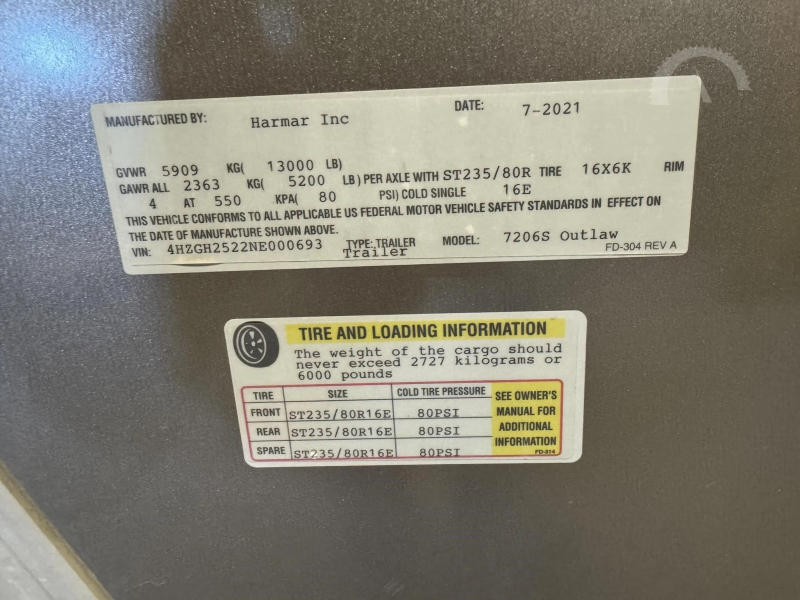 MANUFACTURED BY: Harmar Inc DATE: 7-2021
GVWR 5909 KG( 13000 LB)
GAWR ALL 2363 KG( 5200 LB) PER AXLE WITH ST235/80R TIRE 16X6K RIM
4 AT 550 KPA( 80 PSI) COLD SINGLE 16E
THIS VEHICLE CONFORMS TO ALL APPLICABLE US FEDERAL MOTOR VEHICLE SAFETY STANDARDS IN EFFECT ON
THE DATE OF MANUFACTURE SHOWN ABOVE.
VIN: 4HZGH2522NE000693 TYPE: TRAILER MODEL: 7206S Outlaw
Trailer FD-304 REV A
TIRE AND LOADING INFORMATION
The weight of the cargo should
never exceed 2727 kilograms or
6000 pounds
TIRE SIZE COLD TIRE PRESSURE
FRONT ST235/80R16E 80PSI
REAR ST235/80R16E 80PSI
SPARE ST235/80R16E 80PSI
SEE OWNER'S
MANUAL FOR
ADDITIONAL
INFORMATION
FD-314